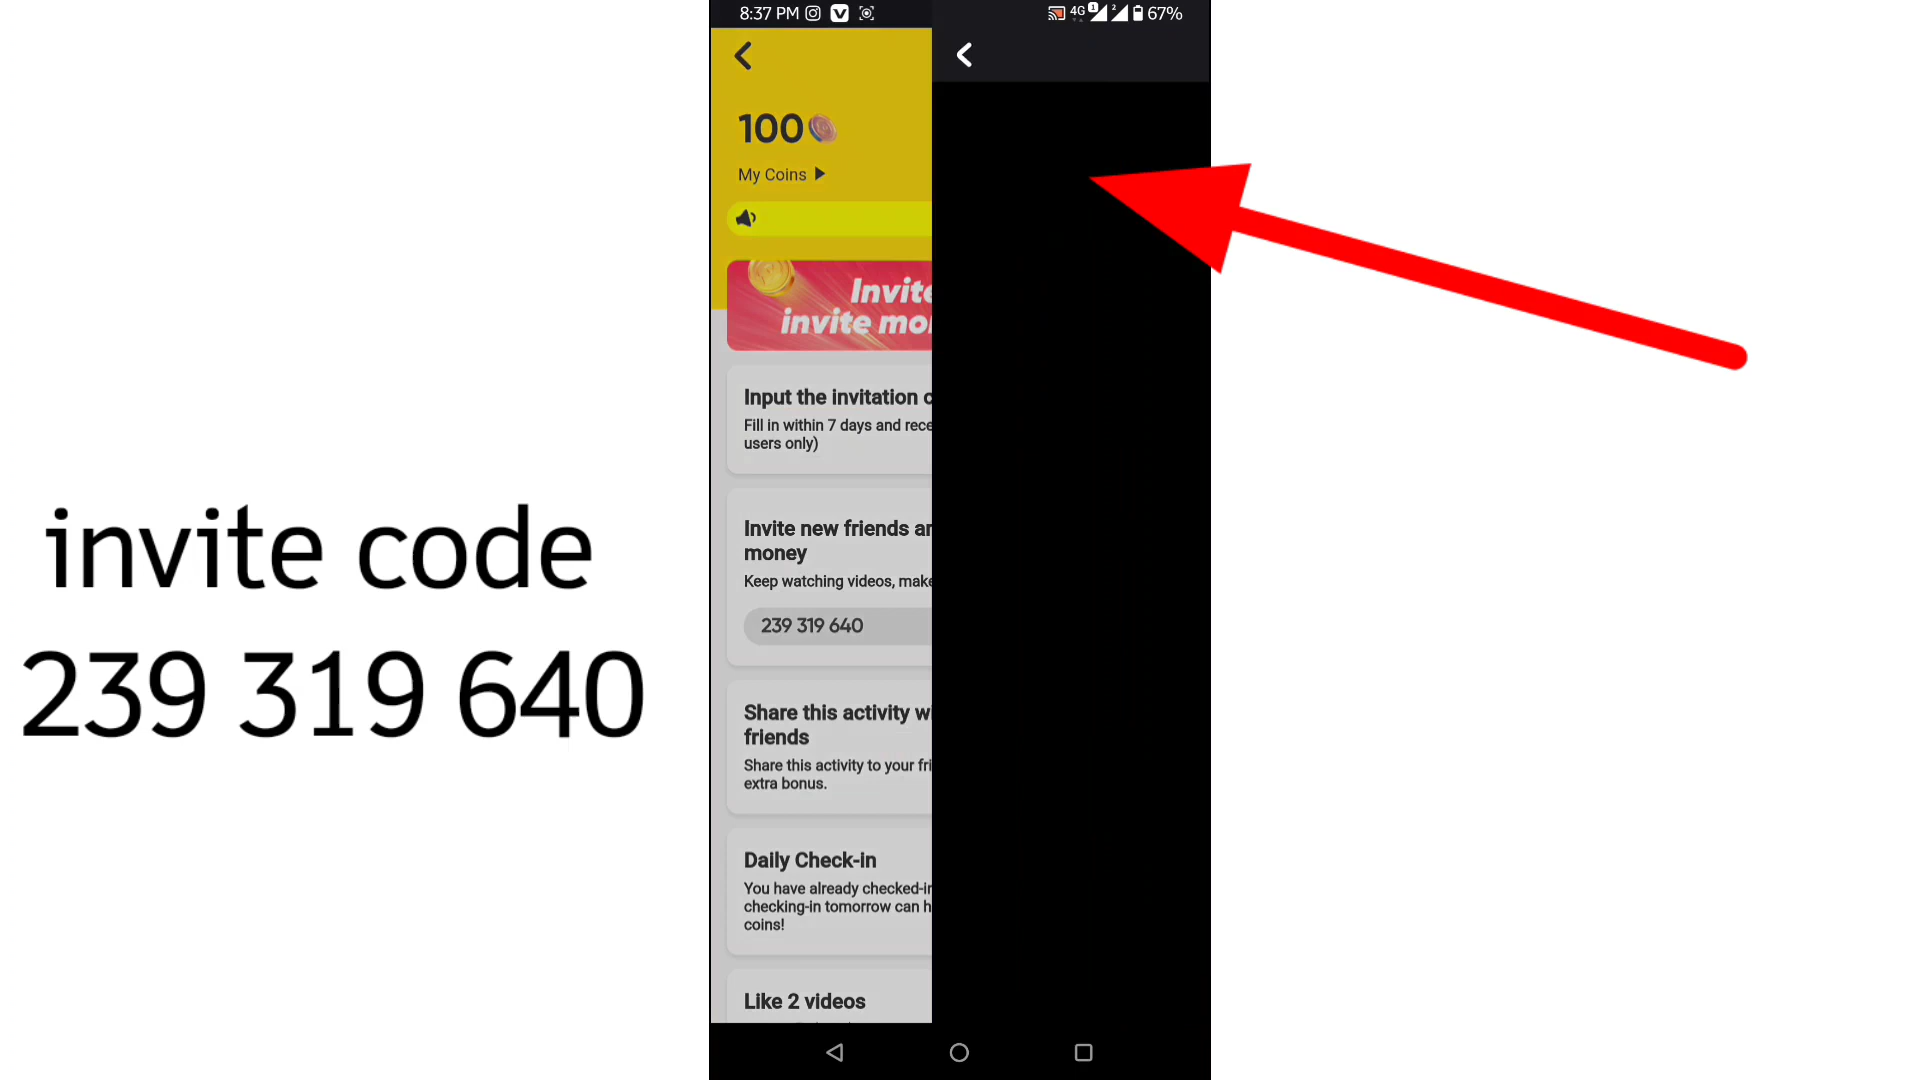 8:37 PM
4G 1 2 67%
100
My Coins
Invite
invite mo
Input the invitation
Fill in within 7 days and rece
users only)
Invite new friends
money
Keep watching videos, make
239 319 640
Share this activity
friends
Share this activity to your
extra bonus.
Daily Check-in
You have already checked-in
checking-in tomorrow can
coins!
Like 2 videos
invite code
239 319 640